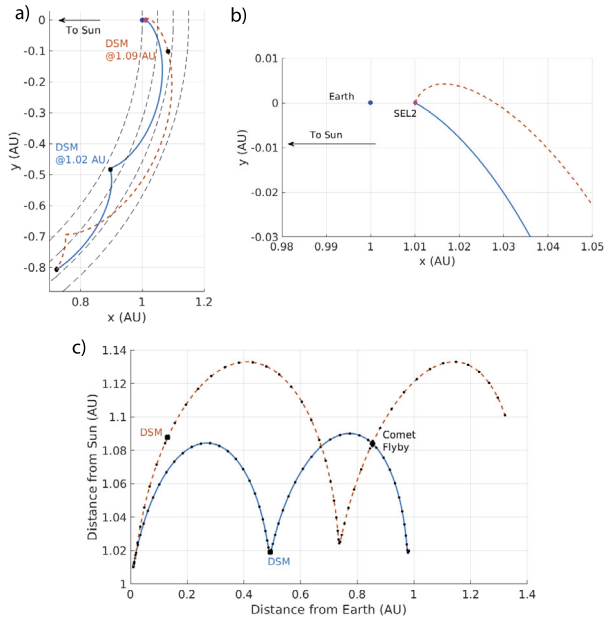 a)
0
-0.1
-0.2
-0.3
-0.4
-0.5
-0.6
-0.7
-0.8
y (AU)
To Sun
DSM
@1.09 AU
DSM
@1.02 AU
0.8
1
1.2
x (AU)
b)
0.01
0
-0.01
-0.02
-0.03
y (AU)
Earth
SEL2
To Sun
0.98
0.99
1
1.01
1.02
1.03
1.04
1.05
x (AU)
c)
1.14
1.12
1.1
1.08
1.06
1.04
1.02
1
Distance from Sun (AU)
DSM
Comet
Flyby
DSM
0
0.2
0.4
0.6
0.8
1
1.2
1.4
Distance from Earth (AU)